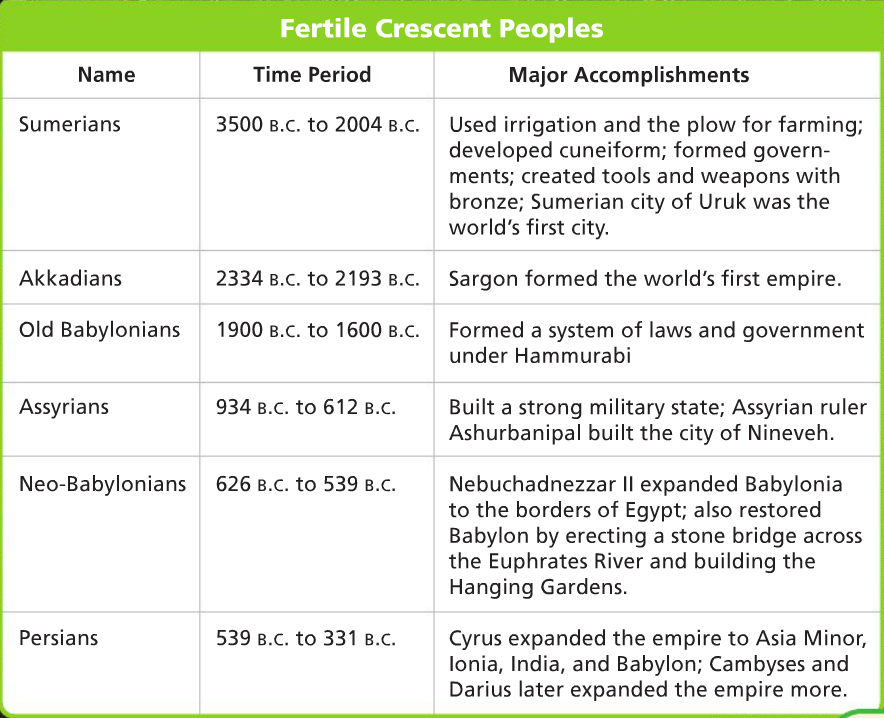 Fertile Crescent Peoples
Name Time Period Major Accomplishments
Sumerians 3500 B.C. to 2004 B.C. Used irrigation and the plow for farming;
developed cuneiform; formed govern-
ments; created tools and weapons with
bronze; Sumerian city of Uruk was the
world's first city.
Akkadians 2334 B.C. to 2193 B.C. Sargon formed the world's first empire.
Old Babylonians 1900 B.C. to 1600 B.C. Formed a system of laws and government
under Hammurabi
Assyrians 934 B.C. to 612 B.C. Built a strong military state; Assyrian ruler
Ashurbanipal built the city of Nineveh.
Neo-Babylonians 626 B.C. to 539 B.C. Nebuchadnezzar II expanded Babylonia
to the borders of Egypt; also restored
Babylon by erecting a stone bridge across
the Euphrates River and building the
Hanging Gardens.
Persians 539 B.C. to 331 B.C. Cyrus expanded the empire to Asia Minor,
Ionia, India, and Babylon; Cambyses and
Darius later expanded the empire more.